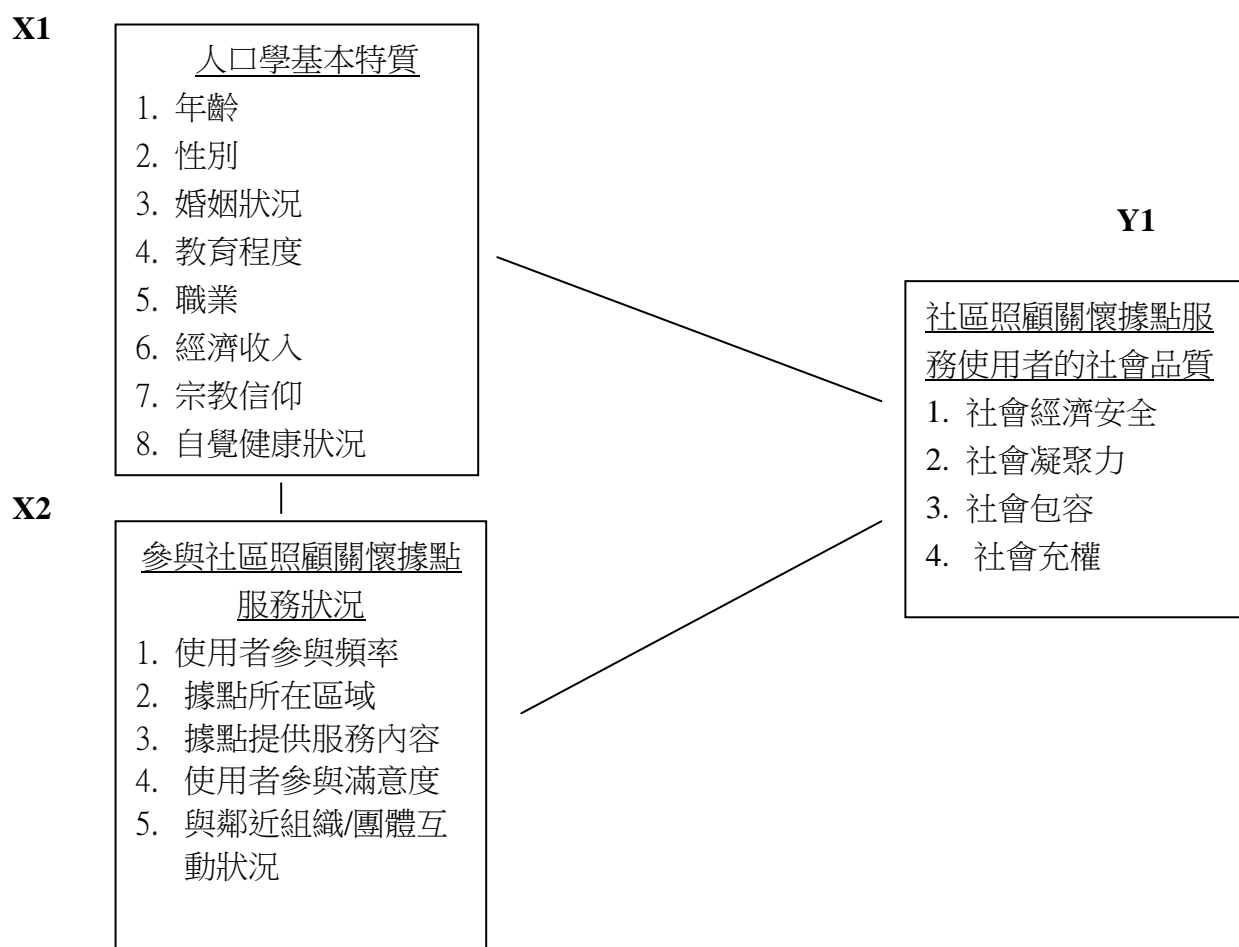 X1
人口學基本特質
1. 年齡
2. 性別
3. 婚姻狀況
4. 教育程度
5. 職業
6. 經濟收入
7. 宗教信仰
8. 自覺健康狀況
X2
參與社區照顧關懷據點
服務狀況
1. 使用者參與頻率
2. 據點所在區域
3. 據點提供服務內容
4. 使用者參與滿意度
5. 與鄰近組織/團體互
動狀況
Y1
社區照顧關懷據點服
務使用者的社會品質
1. 社會經濟安全
2. 社會凝聚力
3. 社會包容
4. 社會充權